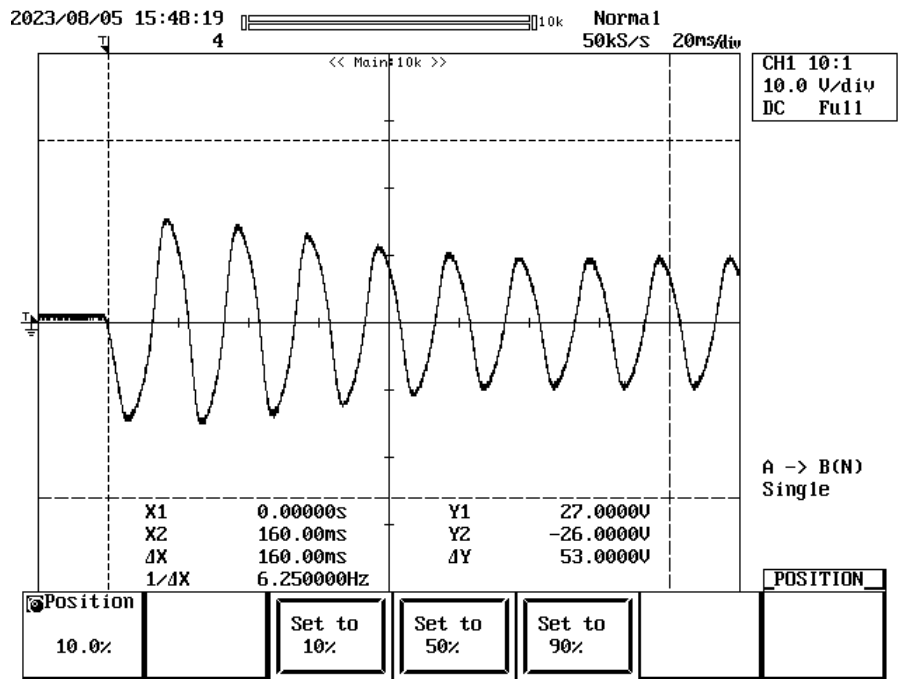 2023/08/05 15:48:19 10k Normal
4 50kS/s 20ms/div
<< Main:10k >>
CH1 10:1
10.0 V/div
DC Full
T
T
A -> B(N)
Single
X1 0.00000s Y1 27.0000V
X2 160.00ms Y2 -26.0000V
ΔX 160.00ms ΔY 53.0000V
1/ΔX 6.250000Hz
POSITION
Position
10.0%
Set to
10%
Set to
50%
Set to
90%